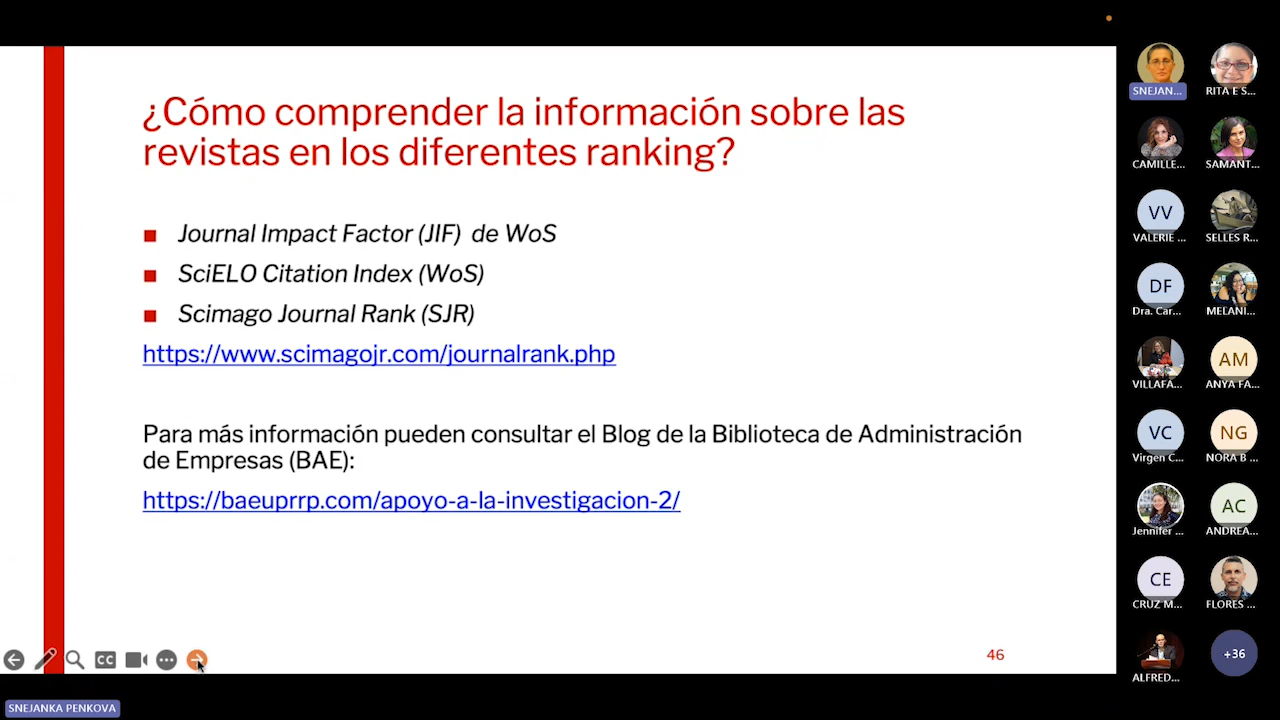 ¿Cómo comprender la información sobre las
revistas en los diferentes ranking?
Journal Impact Factor (JIF) de WoS
SciELO Citation Index (WoS)
Scimago Journal Rank (SJR)
https://www.scimagojr.com/journalrank.php
Para más información pueden consultar el Blog de la Biblioteca de Administración
de Empresas (BAE):
https://baeuprrp.com/apoyo-a-la-investigacion-2/
46
CC
SNEJANKA PENKOVA
SNEJAN...
RITA E S...
CAMILLE...
SAMANT...
VV
VALERIE ...
SELLES R...
DF
Dra. Car...
MELANI...
VILLAFA...
AM
ANYA FA...
VC
Virgen C...
NG
NORA B ...
Jennifer ...
AC
ANDREA...
CE
CRUZ M...
FLORES ...
ALFRED...
+36